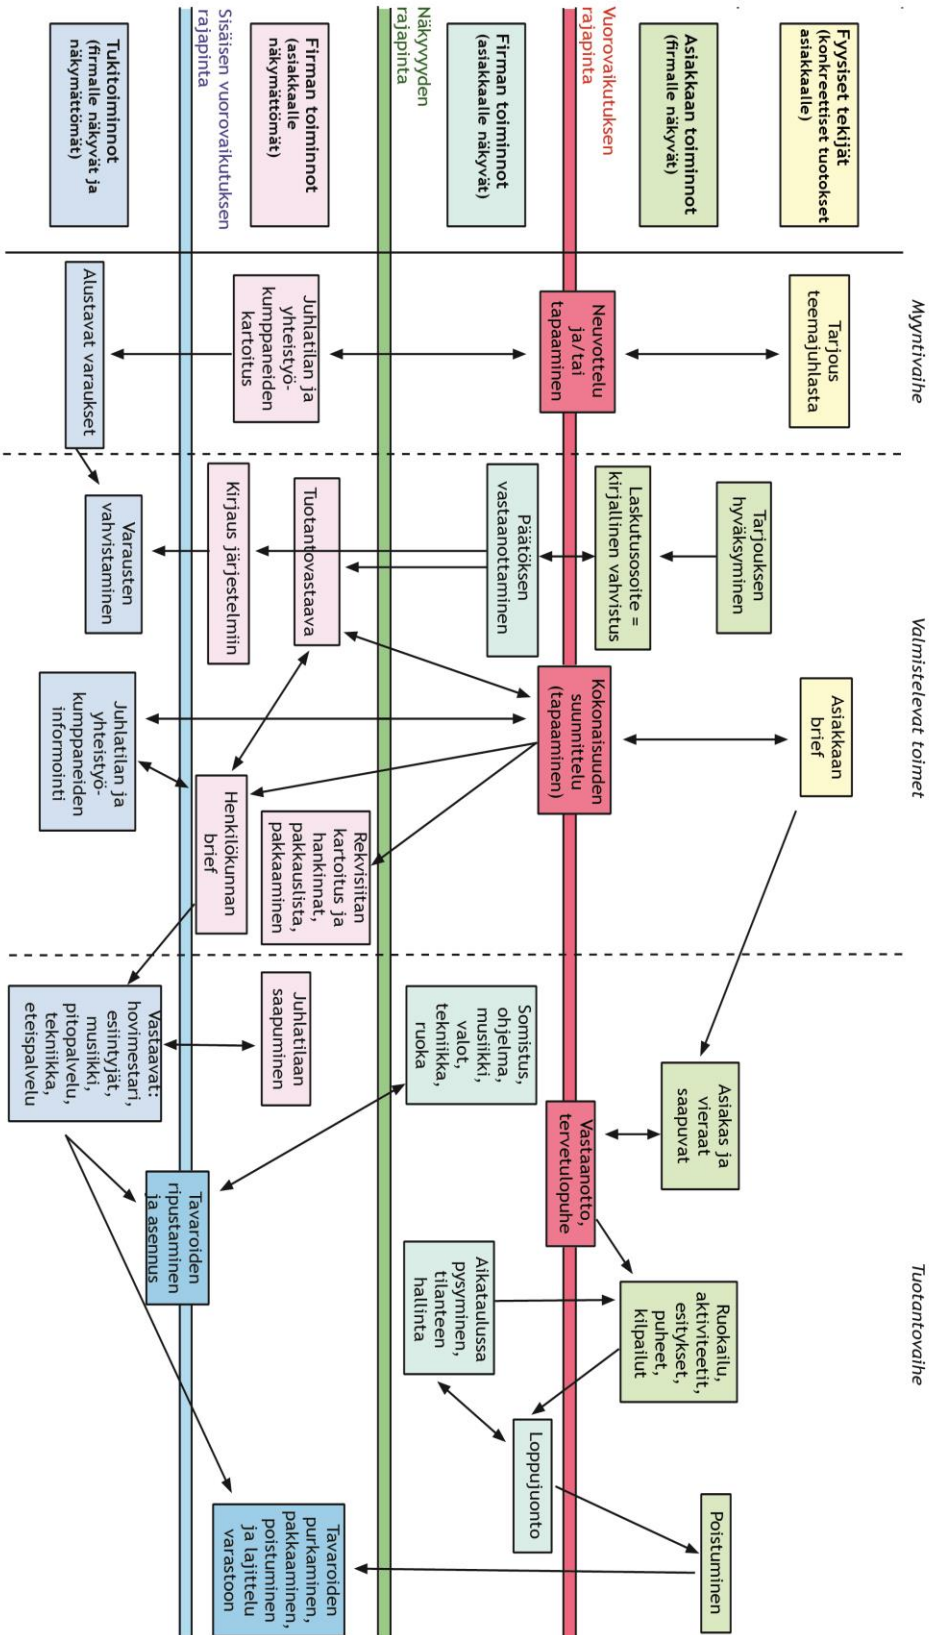 Myyntivaihe
Valmistelevat toimet
Tuotantovaihe
Fyysiset tekijät
(konkreettiset tuotokset
asiakkaalle)
Tarjous
teemajuhlasta
Asiakkaan
brief
Asiakkaan toiminnot
(firmalle näkyvät)
Tarjouksen
hyväksyminen
Laskutusosoite =
kirjallinen vahvistus
Asiakas ja
vieraat
saapuvat
Ruokailu,
aktiviteetit,
esitykset,
puheet,
kilpailut
Poistuminen
Vuorovaikutuksen
rajapinta
Neuvottelu
ja/tai
tapaaminen
Kokonaisuuden
suunnittelu
(tapaaminen)
Vastaanotto,
tervetulopuhe
Firman toiminnot
(asiakkaalle näkyvät)
Päätöksen
vastaanottaminen
Somistus,
ohjelma,
musiikki,
valot,
tekniikka,
ruoka
Aikataulussa
pysyminen,
tilanteen
hallinta
Loppujuonto
Näkyvyyden
rajapinta
Firman toiminnot
(asiakkaalle
näkymättömät)
Juhlatilan ja
yhteistyö-
kumppaneiden
kartoitus
Tuotantovastaava
Kirjaus järjestelmiin
Rekvisiitan
kartoitus ja
hankinnat,
pakkauslista,
pakkaaminen
Henkilökunnan
brief
Juhlatilaan
saapuminen
Tavaroiden
purkaminen,
pakkaaminen,
poistuminen
ja lajittelu
varastoon
Sisäisen vuorovaikutuksen
rajapinta
Tavaroiden
ripustaminen
ja asennus
Tukitoiminnot
(firmalle näkyvät ja
näkymättömät)
Alustavat varaukset
Varausten
vahvistaminen
Juhlatilan ja
yhteistyö-
kumppaneiden
informointi
Vastaavat:
hovimestari,
esiintyjät,
musiikki,
pitopalvelu,
tekniikka,
eteispalvelu